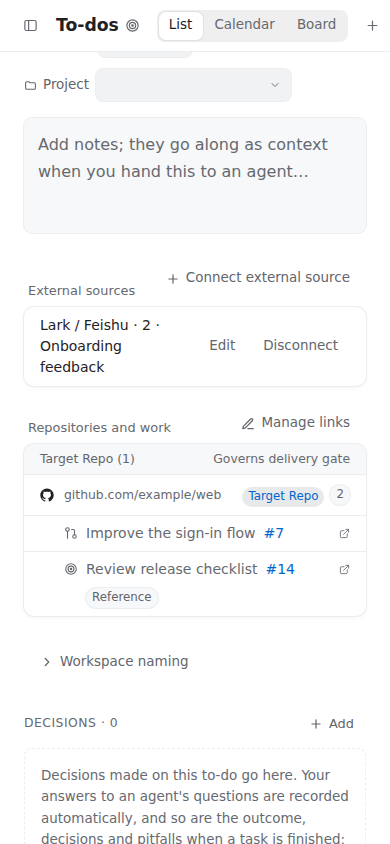 To-dos
List Calendar Board
Project
Add notes; they go along as context
when you hand this to an agent…
Connect external source
External sources
Lark / Feishu · 2 ·
Onboarding
feedback
Edit Disconnect
Manage links
Repositories and work
Target Repo (1) Governs delivery gate
github.com/example/web Target Repo 2
Improve the sign-in flow #7
Review release checklist #14
Reference
Workspace naming
DECISIONS · 0 Add
Decisions made on this to-do go here. Your
answers to an agent's questions are recorded
automatically, and so are the outcome,
decisions and pitfalls when a task is finished;